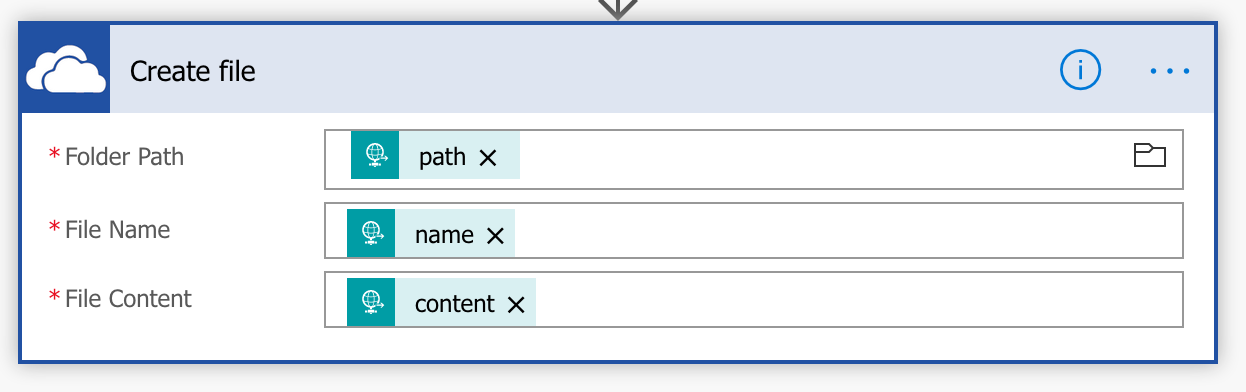 Create file
* Folder Path path
* File Name name
* File Content content